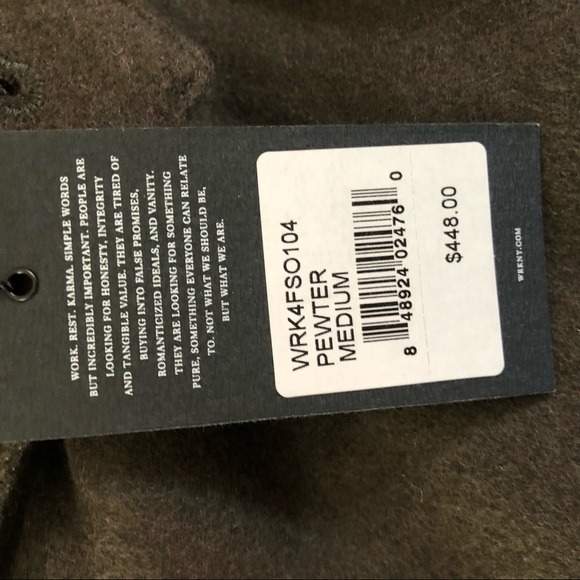 WORK. REST. KARMA. SIMPLE WORDS
BUT INCREDIBLY IMPORTANT. PEOPLE ARE
LOOKING FOR HONESTY, INTEGRITY
AND TANGIBLE VALUE. THEY ARE TIRED OF
BUYING INTO FALSE PROMISES,
ROMANTICIZED IDEALS, AND VANITY.
THEY ARE LOOKING FOR SOMETHING
PURE, SOMETHING EVERYONE CAN RELATE
TO. NOT WHAT WE SHOULD BE,
BUT WHAT WE ARE.
WRK4FSO104
PEWTER
MEDIUM
8 48924 02476 0
$448.00
WRKNY.COM